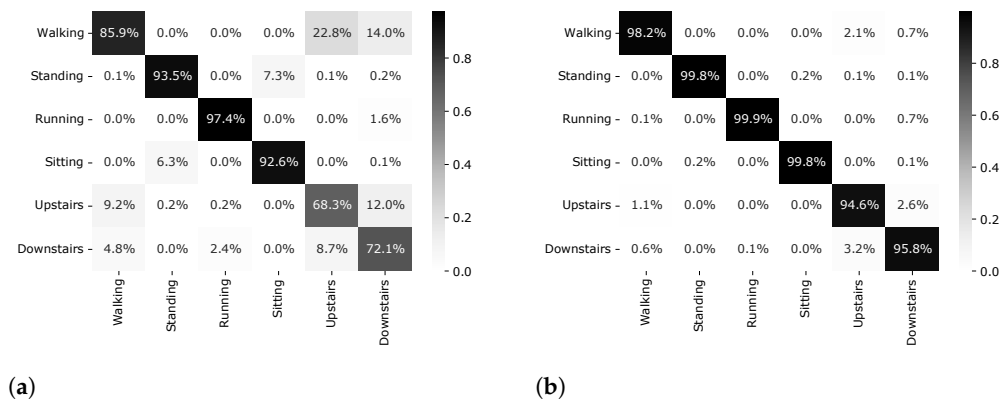 Walking 85.9% 0.0% 0.0% 0.0% 22.8% 14.0%
Standing 0.1% 93.5% 0.0% 7.3% 0.1% 0.2%
Running 0.0% 0.0% 97.4% 0.0% 0.0% 1.6%
Sitting 0.0% 6.3% 0.0% 92.6% 0.0% 0.1%
Upstairs 9.2% 0.2% 0.2% 0.0% 68.3% 12.0%
Downstairs 4.8% 0.0% 2.4% 0.0% 8.7% 72.1%
Walking Standing Running Sitting Upstairs Downstairs
0.8
0.6
0.4
0.2
0.0
(a)
Walking 98.2% 0.0% 0.0% 0.0% 2.1% 0.7%
Standing 0.0% 99.8% 0.0% 0.2% 0.1% 0.1%
Running 0.1% 0.0% 99.9% 0.0% 0.0% 0.7%
Sitting 0.0% 0.2% 0.0% 99.8% 0.0% 0.1%
Upstairs 1.1% 0.0% 0.0% 0.0% 94.6% 2.6%
Downstairs 0.6% 0.0% 0.1% 0.0% 3.2% 95.8%
Walking Standing Running Sitting Upstairs Downstairs
0.8
0.6
0.4
0.2
0.0
(b)